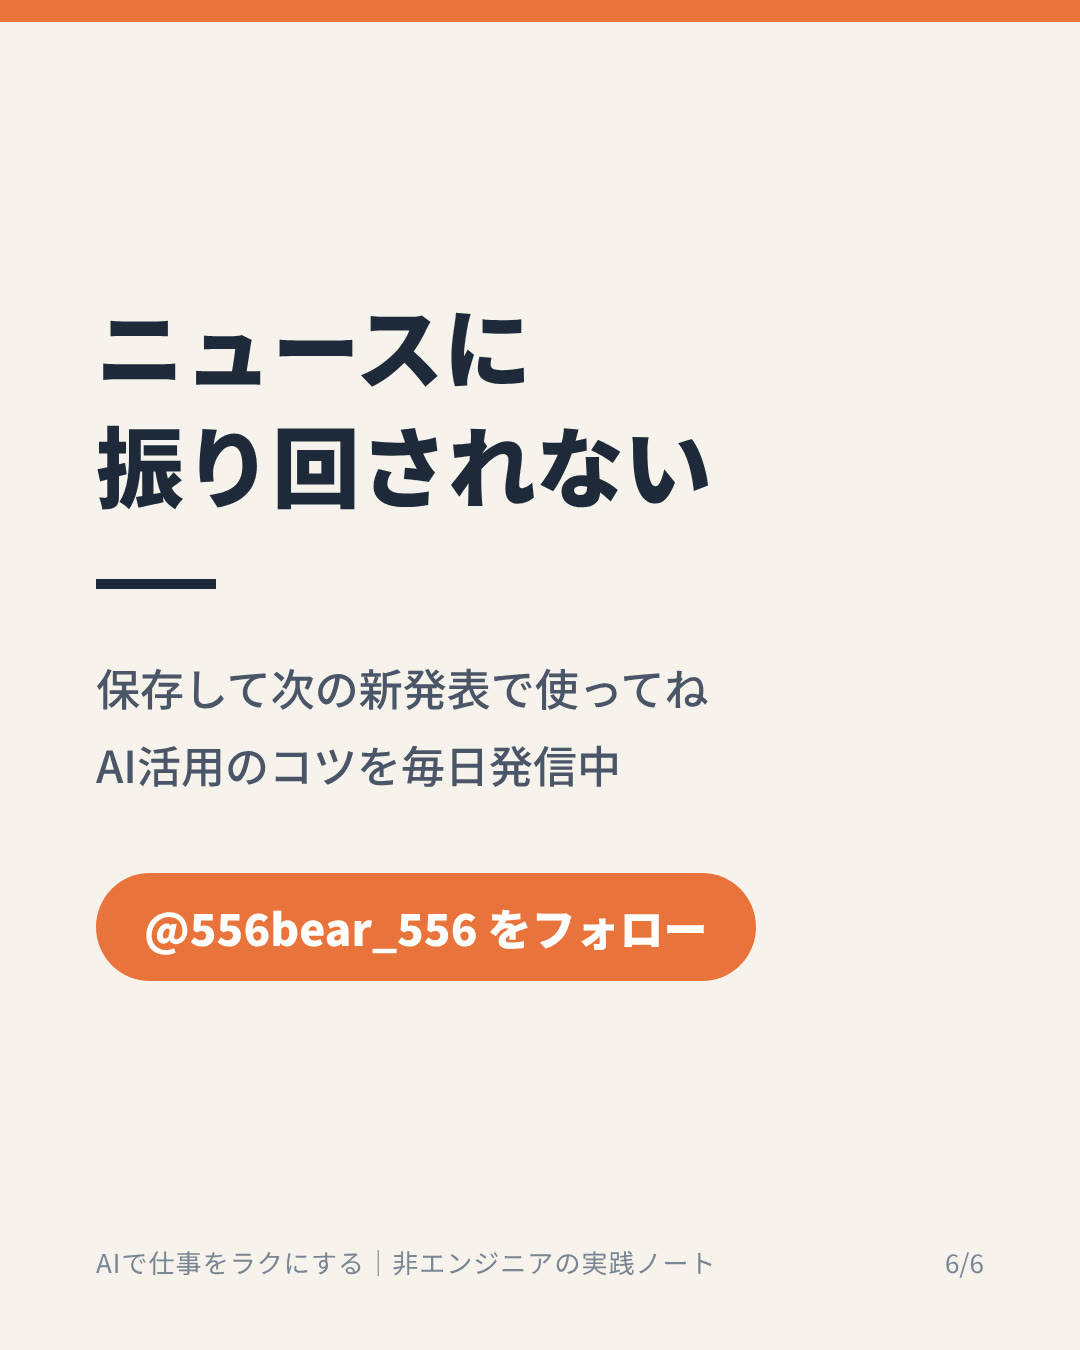 ニュースに
振り回されない
保存して次の新発表で使ってね
AI活用のコツを毎日発信中
@556bear_556 をフォロー
AIで仕事をラクにする｜非エンジニアの実践ノート
6/6